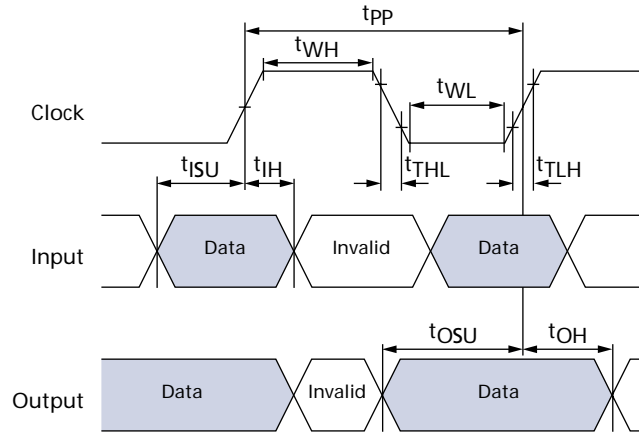 tPP
tWH
tWL
Clock
tTHL
tTLH
tISU
tIH
Input
Data
Invalid
Data
tOSU
tOH
Output
Data
Invalid
Data